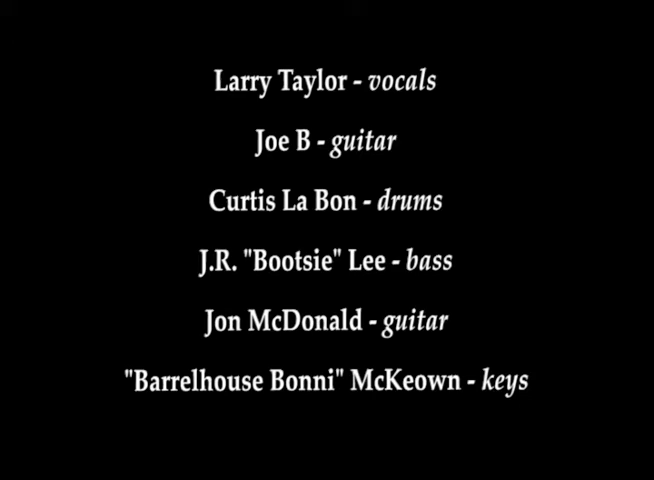 Larry Taylor - vocals
Joe B - guitar
Curtis La Bon - drums
J.R. "Bootsie" Lee - bass
Jon McDonald - guitar
"Barrelhouse Bonni" McKeown - keys